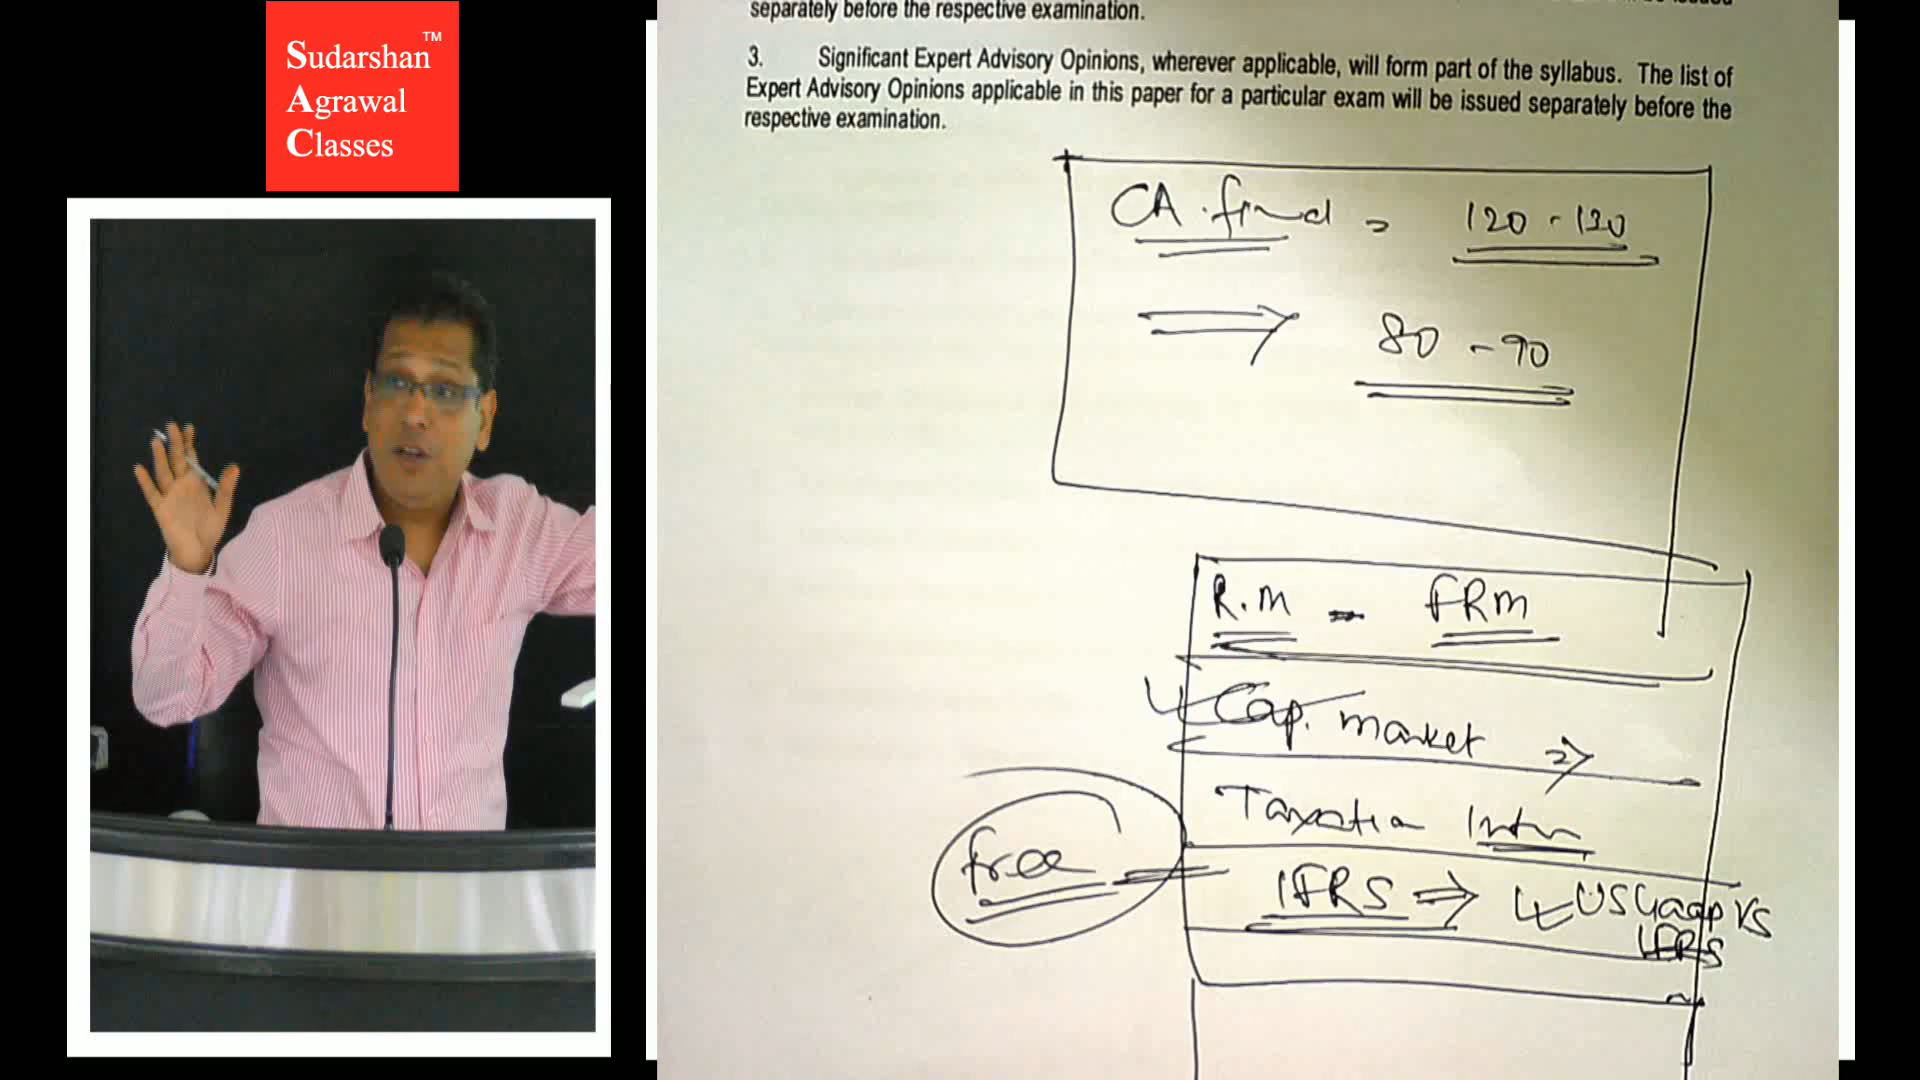 Sudarshan™
Agrawal
Classes
separately before the respective examination.
3. Significant Expert Advisory Opinions, wherever applicable, will form part of the syllabus. The list of
Expert Advisory Opinions applicable in this paper for a particular exam will be issued separately before the
respective examination.
CA final = 120 - 130
80 - 90
R.M - FRM
Cap. market
Taxation
free
IFRS ⇒ US Gaap Vs
IFRS